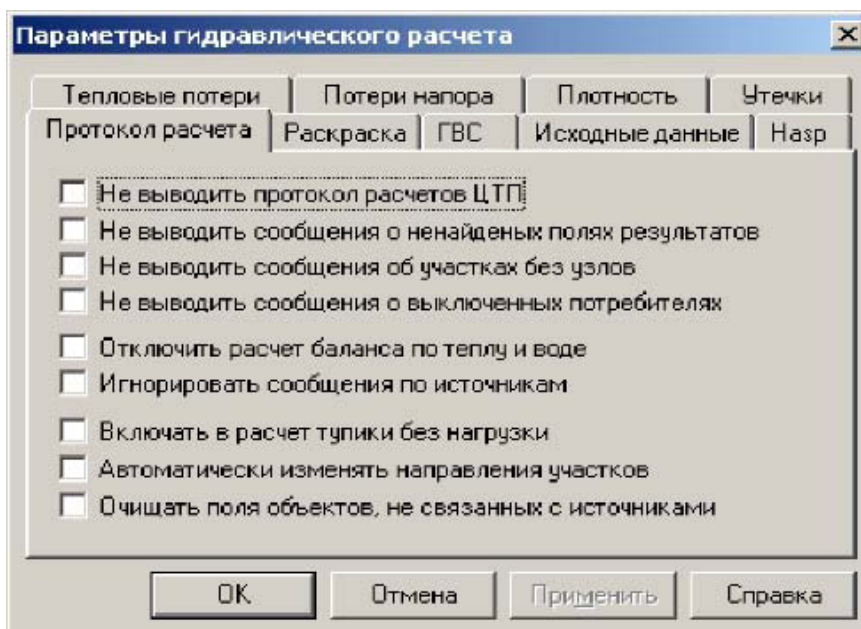 Параметры гидравлического расчета
Тепловые потери Потери напора Плотность Утечки
Протокол расчета Раскраска ГВС Исходные данные Hasp
Не выводить протокол расчетов ЦТП
Не выводить сообщения о ненайденых полях результатов
Не выводить сообщения об участках без узлов
Не выводить сообщения о выключенных потребителях
Отключить расчет баланса по теплу и воде
Игнорировать сообщения по источникам
Включать в расчет тупики без нагрузки
Автоматически изменять направления участков
Очищать поля объектов, не связанных с источниками
OK Отмена Применить Справка